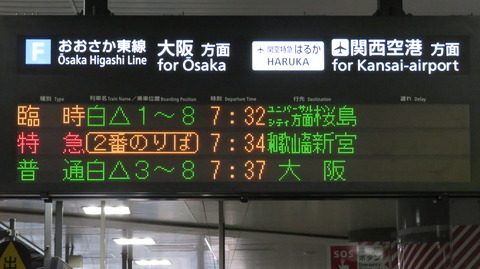 F おおさか東線 大阪 方面 関空特急 はるか 関西空港 方面
Ōsaka Higashi Line for Ōsaka HARUKA for Kansai-airport
種別 Type 列車名 Train Name／乗車位置 Boarding Position 時刻 Departure Time 行先 Destination 遅れ Delay
臨時 白△1～8 7:32 ユニバーサルシティ方面 桜島
特急 2番のりば 7:34 和歌山方面 新宮
普通 白△3～8 7:37 大阪
SOS